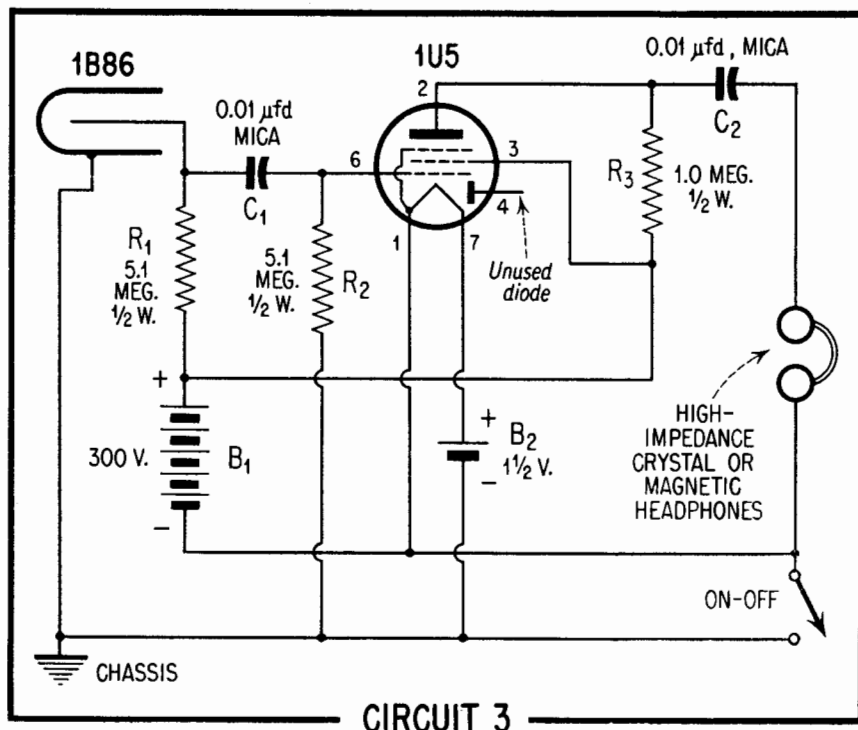 1B86
0.01 μfd
MICA
C1
1U5
2
6
3
4
1
7
Unused
diode
0.01 μfd, MICA
C2
R3
1.0 MEG.
½ W.
R1
5.1
MEG.
½ W.
5.1
MEG.
½ W.
R2
+
300 V.
B1
−
+
B2
1½ V.
−
HIGH-
IMPEDANCE
CRYSTAL OR
MAGNETIC
HEADPHONES
ON-OFF
CHASSIS
CIRCUIT 3